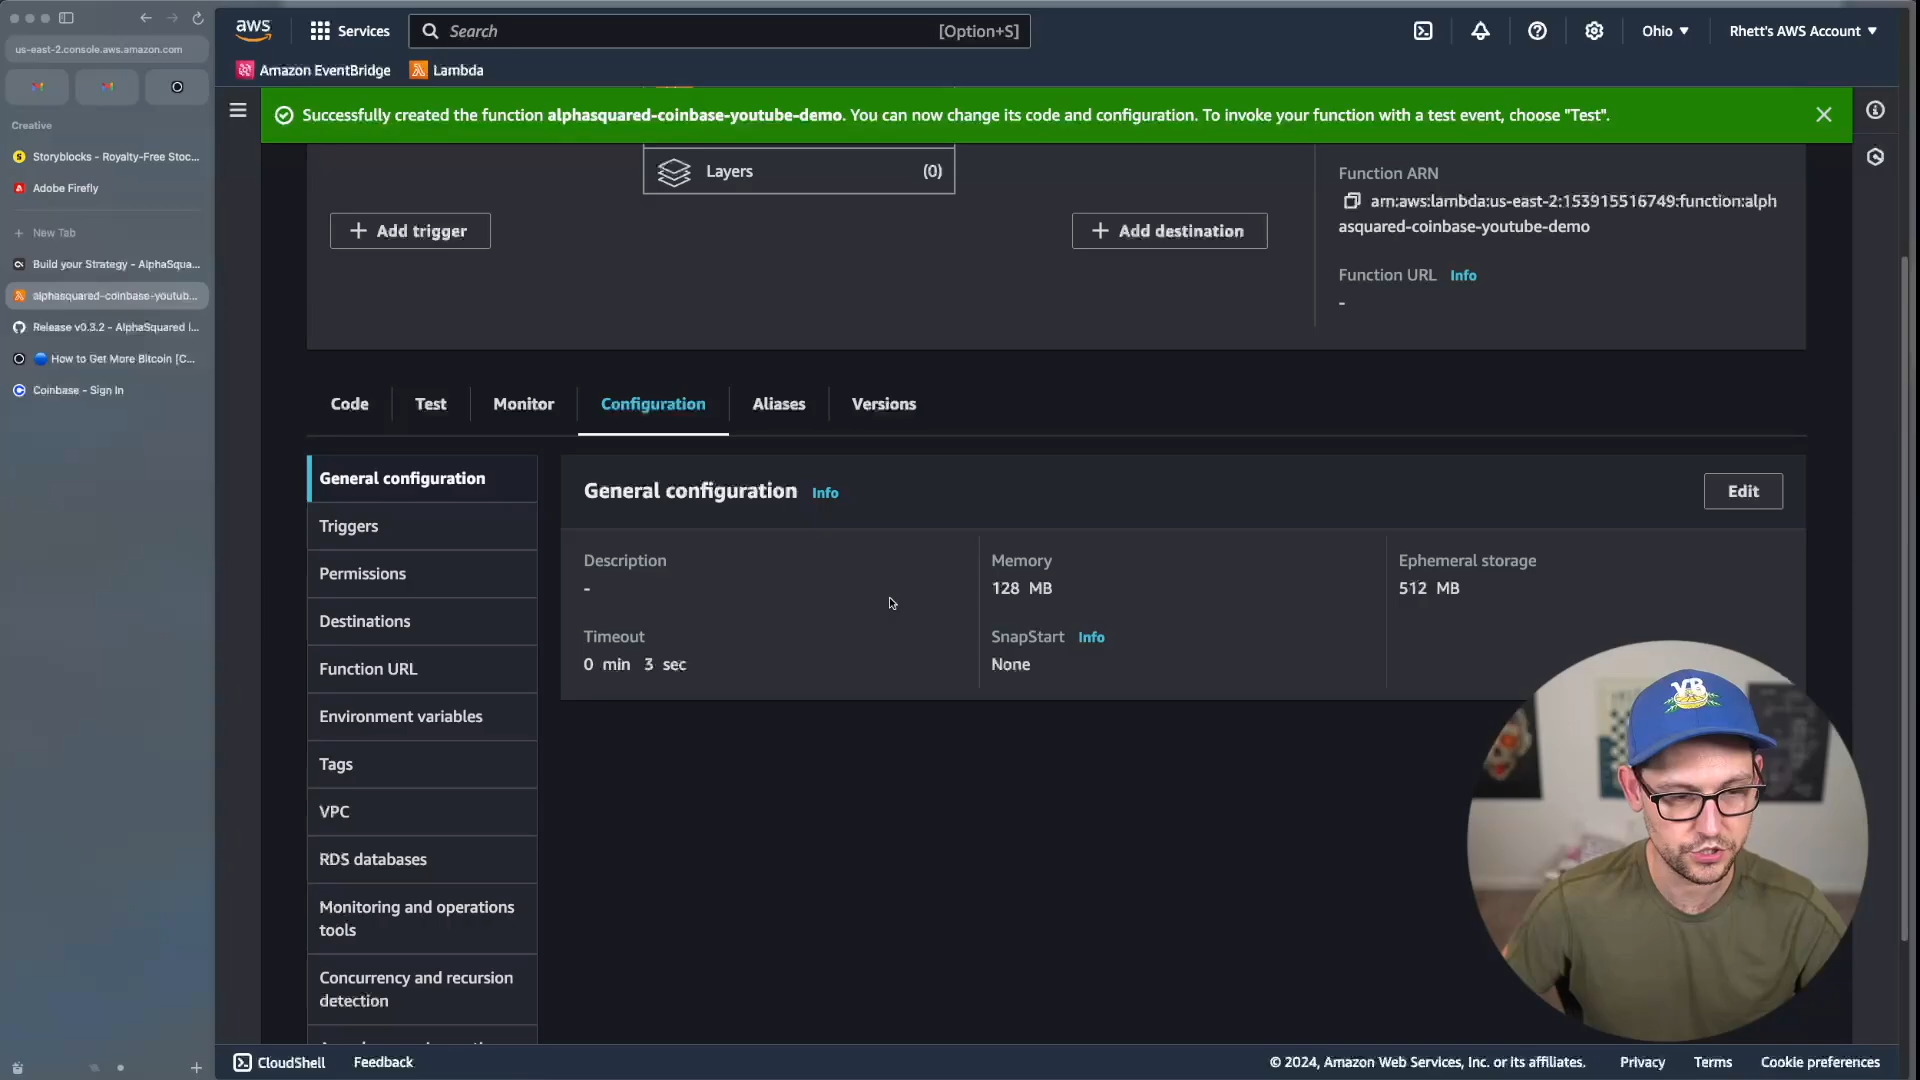 us-east-2.console.aws.amazon.com
Creative
Storyblocks - Royalty-Free Stoc...
Adobe Firefly
New Tab
Build your Strategy - AlphaSqua...
alphasquared-coinbase-youtub...
Release v0.3.2 - AlphaSquared I...
How to Get More Bitcoin [C...
Coinbase - Sign In
aws
Services
Search
[Option+S]
Ohio
Rhett's AWS Account
Amazon EventBridge
Lambda
Successfully created the function alphasquared-coinbase-youtube-demo. You can now change its code and configuration. To invoke your function with a test event, choose "Test".
Layers
(0)
Add trigger
Add destination
Function ARN
arn:aws:lambda:us-east-2:153915516749:function:alph
asquared-coinbase-youtube-demo
Function URL Info
-
Code
Test
Monitor
Configuration
Aliases
Versions
General configuration
Triggers
Permissions
Destinations
Function URL
Environment variables
Tags
VPC
RDS databases
Monitoring and operations
tools
Concurrency and recursion
detection
General configuration Info
Edit
Description
-
Memory
128 MB
Ephemeral storage
512 MB
Timeout
0 min 3 sec
SnapStart Info
None
VB
CloudShell
Feedback
© 2024, Amazon Web Services, Inc. or its affiliates.
Privacy
Terms
Cookie preferences